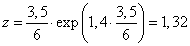 z = 3,5/6 · exp(1,4 · 3,5/6) = 1,32